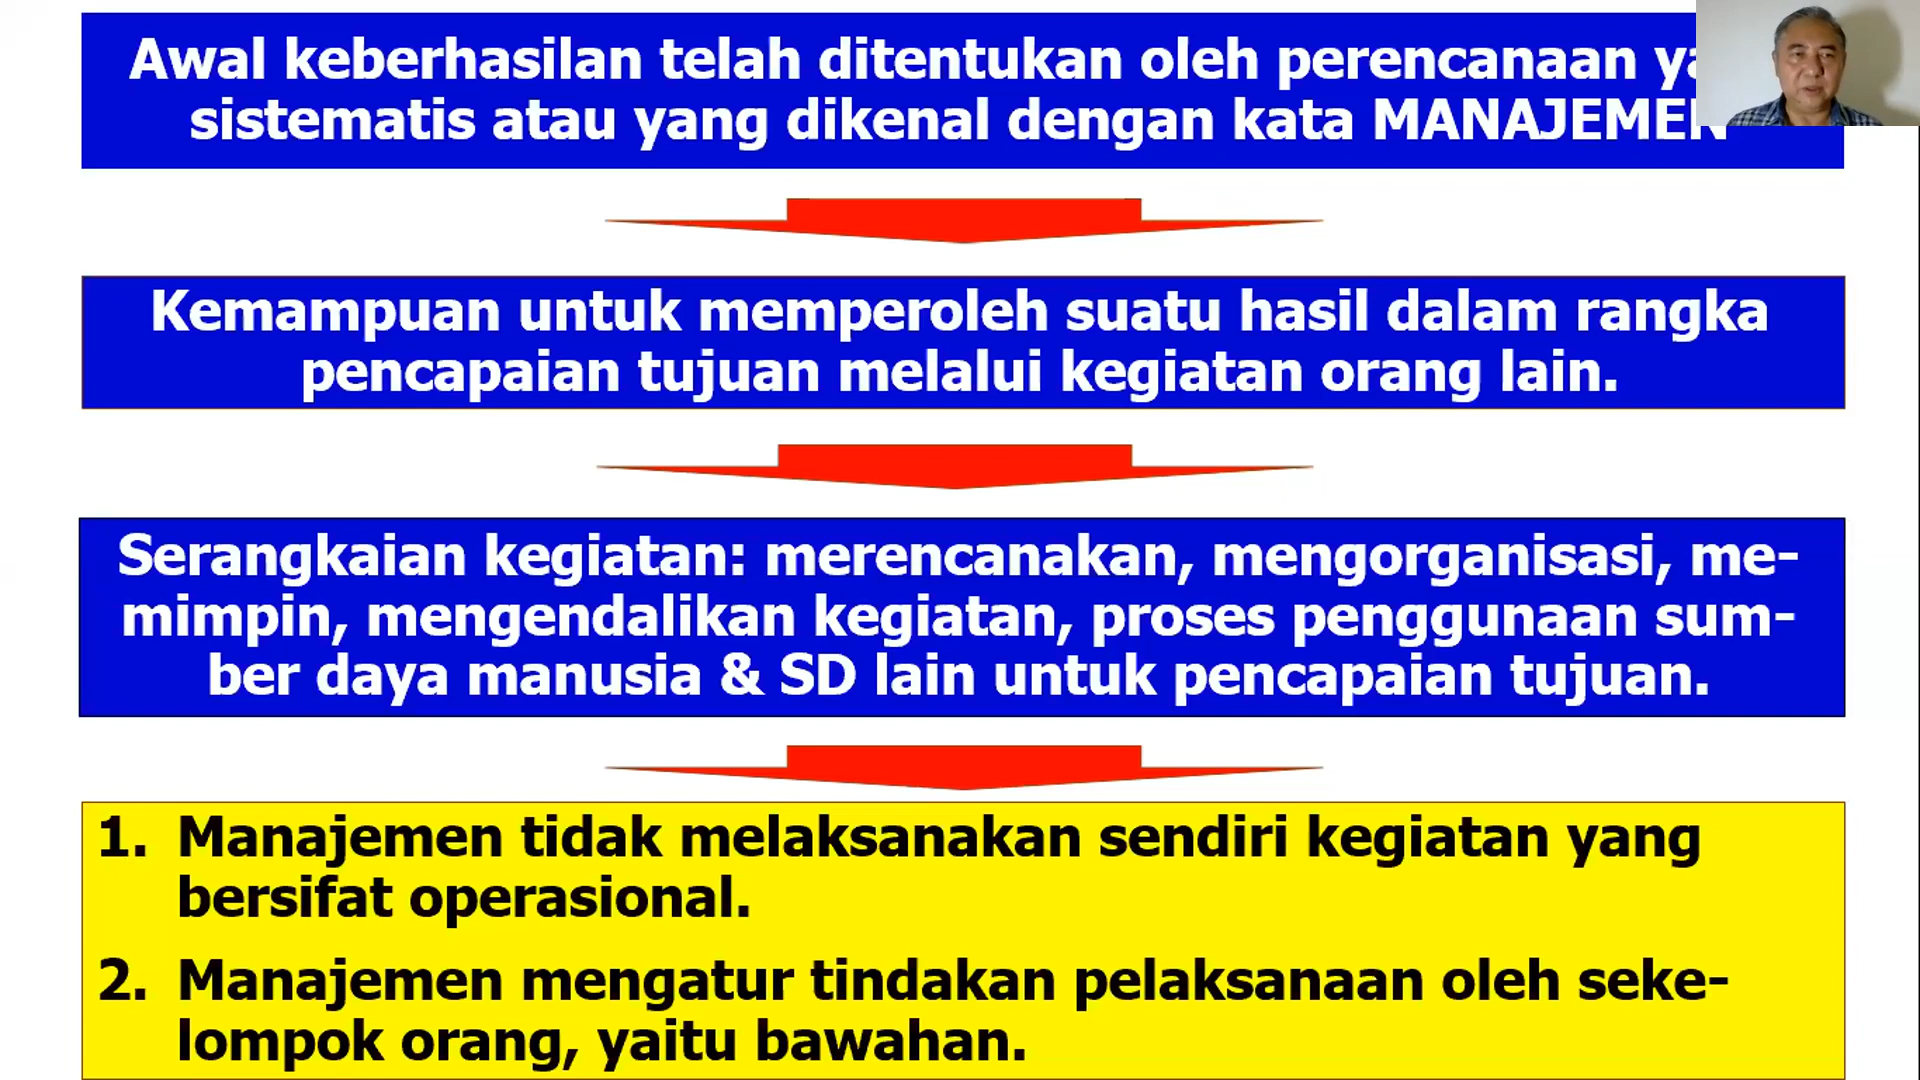 Awal keberhasilan telah ditentukan oleh perencanaan
sistematis atau yang dikenal dengan kata MANAJEMEN
Kemampuan untuk memperoleh suatu hasil dalam rangka
pencapaian tujuan melalui kegiatan orang lain.
Serangkaian kegiatan: merencanakan, mengorganisasi, me-
mimpin, mengendalikan kegiatan, proses penggunaan sum-
ber daya manusia & SD lain untuk pencapaian tujuan.
1. Manajemen tidak melaksanakan sendiri kegiatan yang
bersifat operasional.
2. Manajemen mengatur tindakan pelaksanaan oleh seke-
lompok orang, yaitu bawahan.